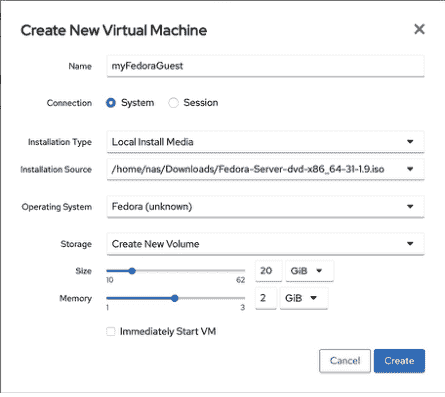 Create New Virtual Machine
Name myFedoraGuest
Connection System Session
Installation Type Local Install Media
Installation Source /home/nas/Downloads/Fedora-Server-dvd-x86_64-31-1.9.iso
Operating System Fedora (unknown)
Storage Create New Volume
Size 20 GiB
10 62
Memory 2 GiB
1 3
Immediately Start VM
Cancel Create